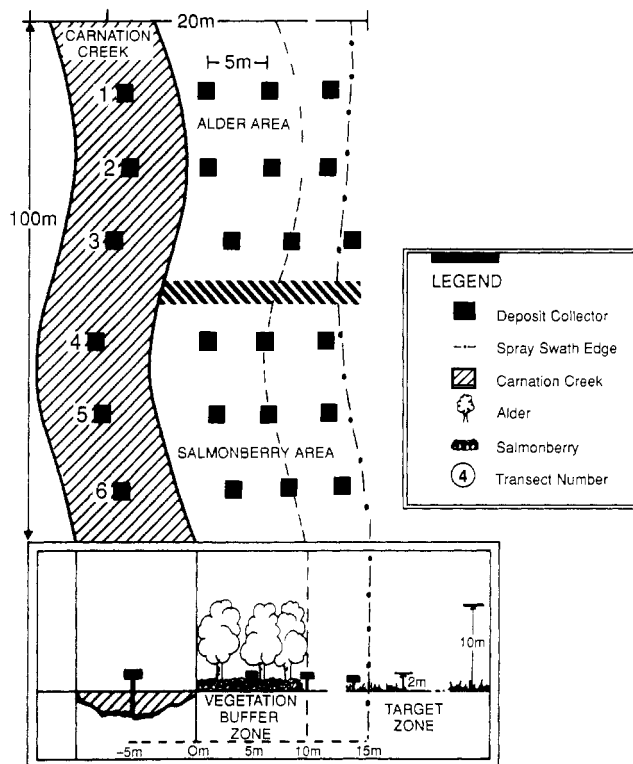 20m
CARNATION
CREEK
5m
1
ALDER AREA
2
100m
3
4
5
SALMONBERRY AREA
6
LEGEND
Deposit Collector
Spray Swath Edge
Carnation Creek
Alder
Salmonberry
4 Transect Number
10m
2m
VEGETATION
BUFFER
ZONE
TARGET
ZONE
-5m 0m 5m 10m 15m